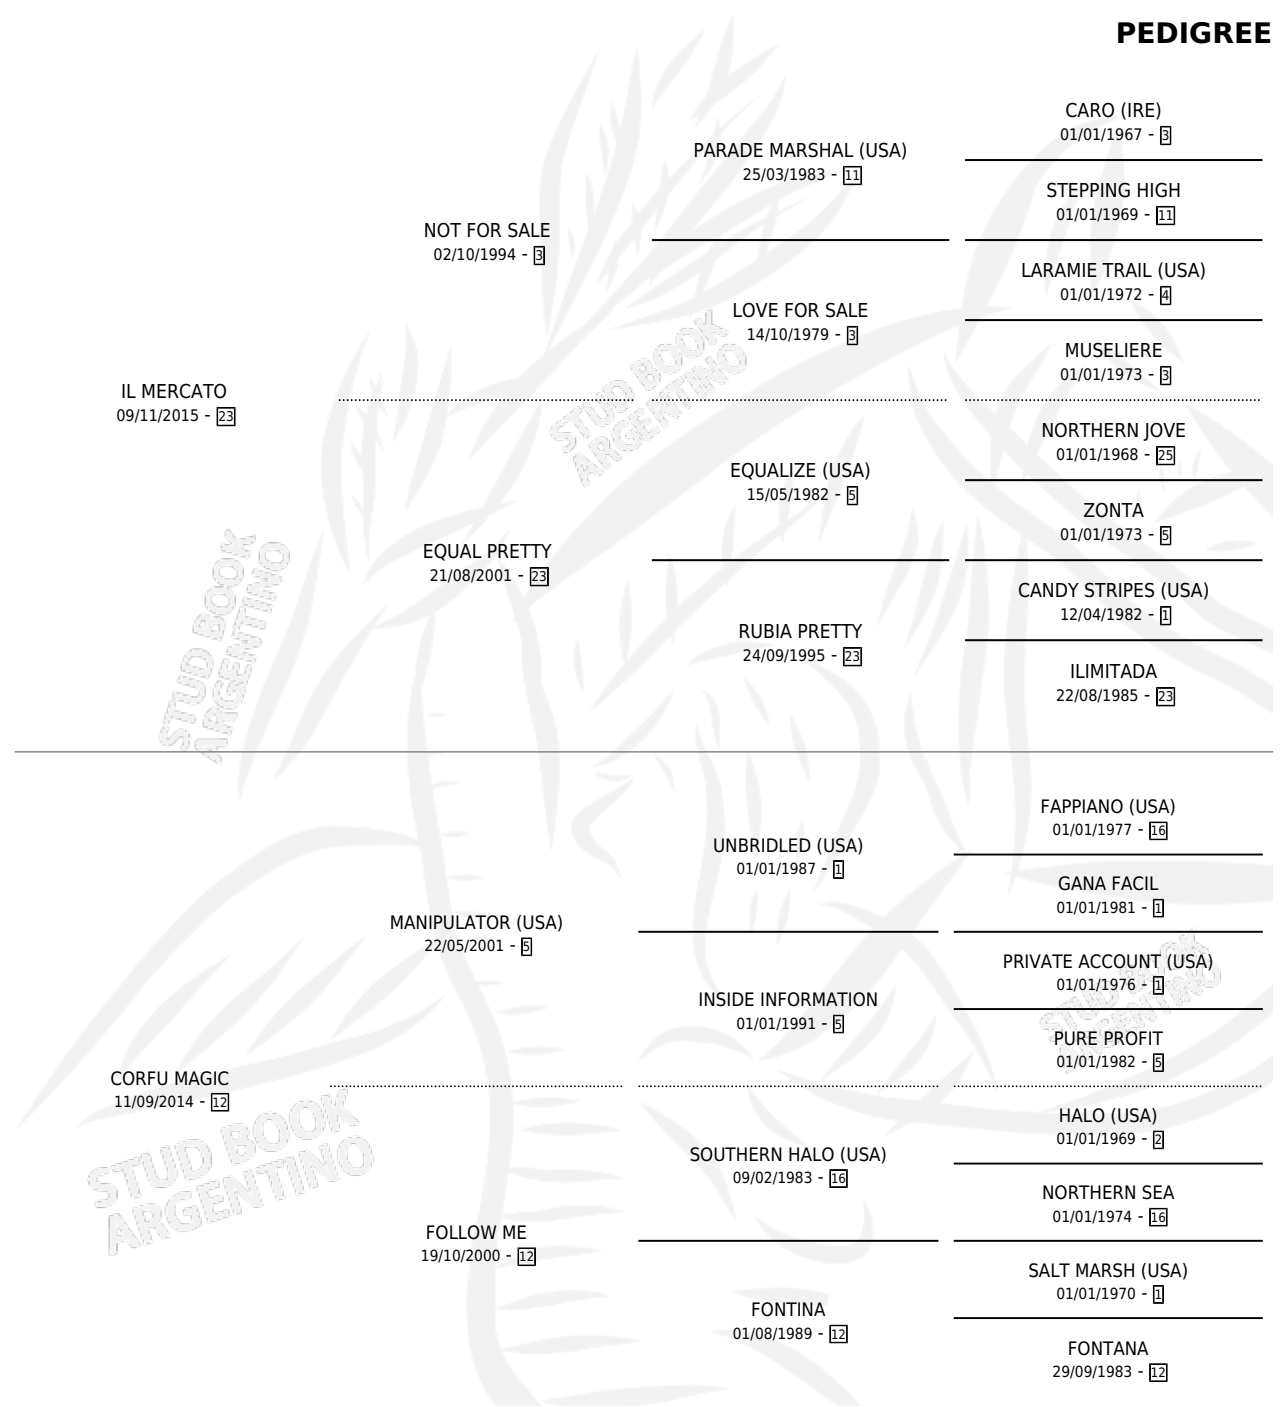 PEDIGREE
CARO (IRE)
01/01/1967 - 3
PARADE MARSHAL (USA)
25/03/1983 - 11
STEPPING HIGH
01/01/1969 - 11
NOT FOR SALE
02/10/1994 - 3
LARAMIE TRAIL (USA)
01/01/1972 - 4
LOVE FOR SALE
14/10/1979 - 3
MUSELIERE
01/01/1973 - 3
IL MERCATO
09/11/2015 - 23
NORTHERN JOVE
01/01/1968 - 25
EQUALIZE (USA)
15/05/1982 - 5
ZONTA
01/01/1973 - 5
EQUAL PRETTY
21/08/2001 - 23
CANDY STRIPES (USA)
12/04/1982 - 1
RUBIA PRETTY
24/09/1995 - 23
ILIMITADA
22/08/1985 - 23
FAPPIANO (USA)
01/01/1977 - 16
UNBRIDLED (USA)
01/01/1987 - 1
GANA FACIL
01/01/1981 - 1
MANIPULATOR (USA)
22/05/2001 - 5
PRIVATE ACCOUNT (USA)
01/01/1976 - 1
INSIDE INFORMATION
01/01/1991 - 5
PURE PROFIT
01/01/1982 - 5
CORFU MAGIC
11/09/2014 - 12
HALO (USA)
01/01/1969 - 2
SOUTHERN HALO (USA)
09/02/1983 - 16
NORTHERN SEA
01/01/1974 - 16
FOLLOW ME
19/10/2000 - 12
SALT MARSH (USA)
01/01/1970 - 1
FONTINA
01/08/1989 - 12
FONTANA
29/09/1983 - 12
STUD BOOK
ARGENTINO
STUD BOOK
ARGENTINO
STUD BOOK
ARGENTINO
STUD BOOK
ARGENTINO